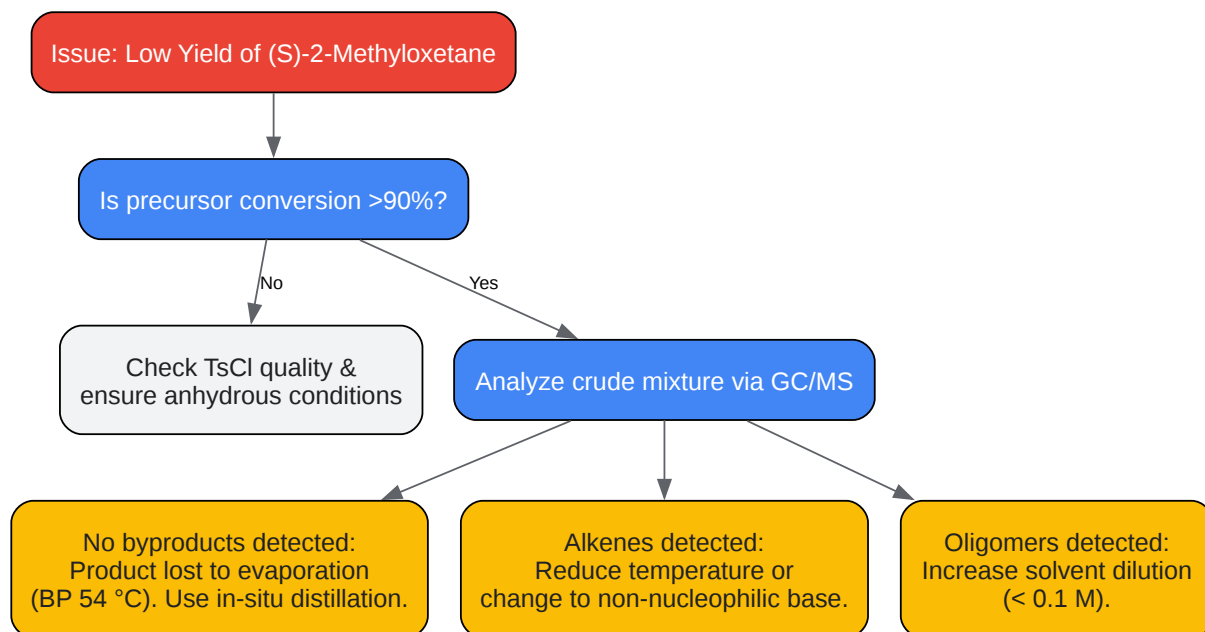 Issue: Low Yield of (S)-2-Methyloxetane
Is precursor conversion >90%?
No
Yes
Check TsCl quality &
ensure anhydrous conditions
Analyze crude mixture via GC/MS
No byproducts detected:
Product lost to evaporation
(BP 54 °C). Use in-situ distillation.
Alkenes detected:
Reduce temperature or
change to non-nucleophilic base.
Oligomers detected:
Increase solvent dilution
(< 0.1 M).